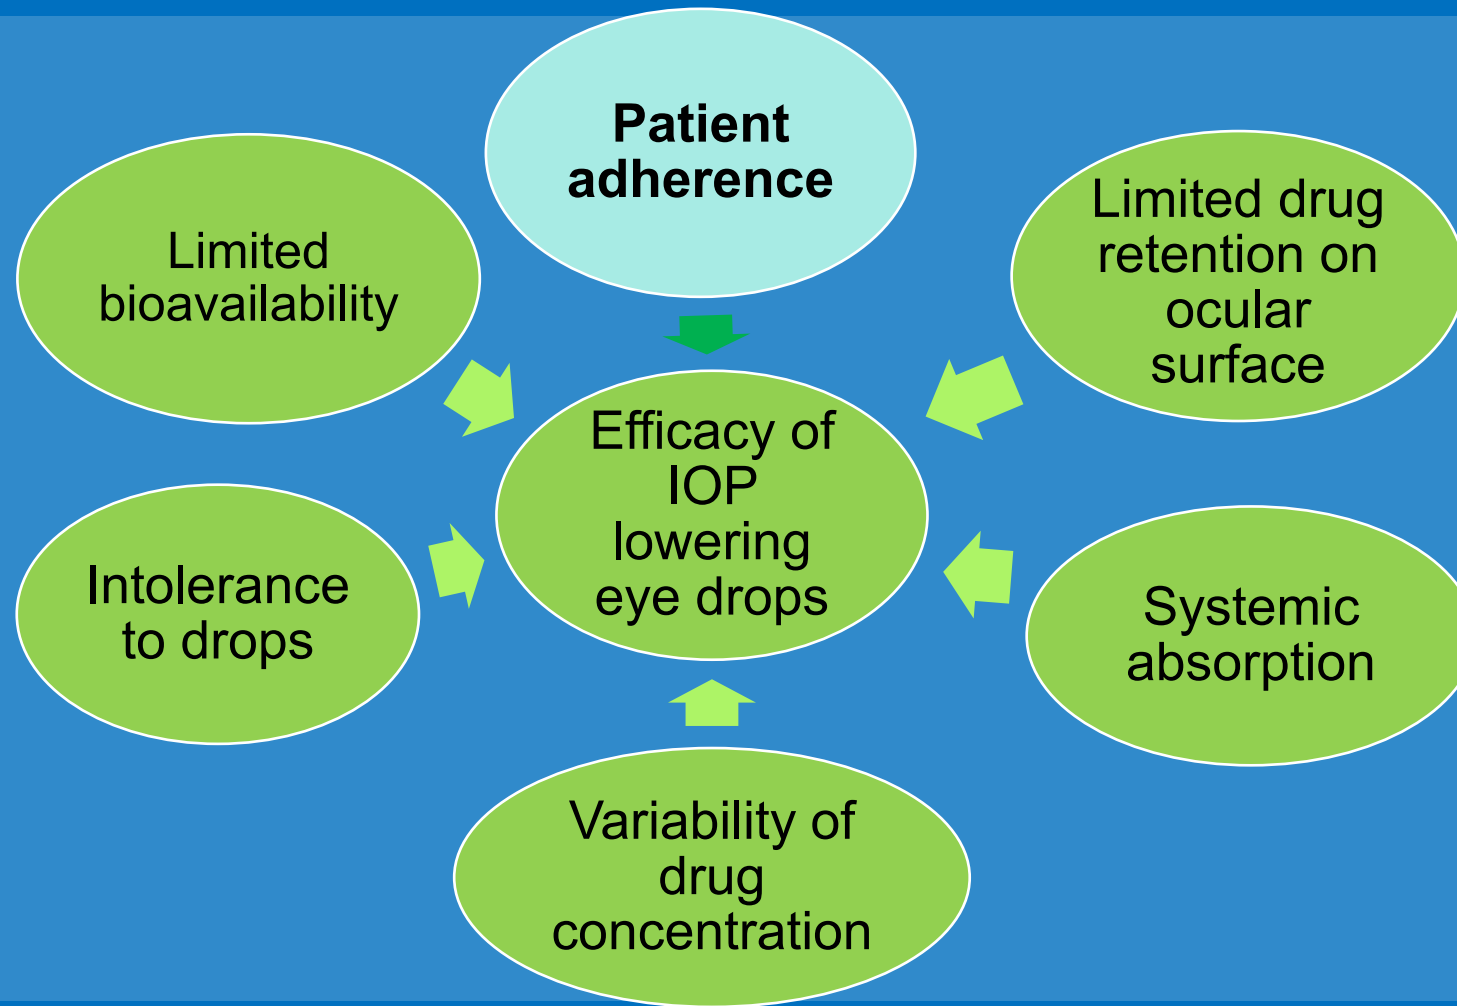 Patient
adherence
Limited
bioavailability
Limited drug
retention on
ocular
surface
Efficacy of
IOP
lowering
eye drops
Intolerance
to drops
Systemic
absorption
Variability of
drug
concentration